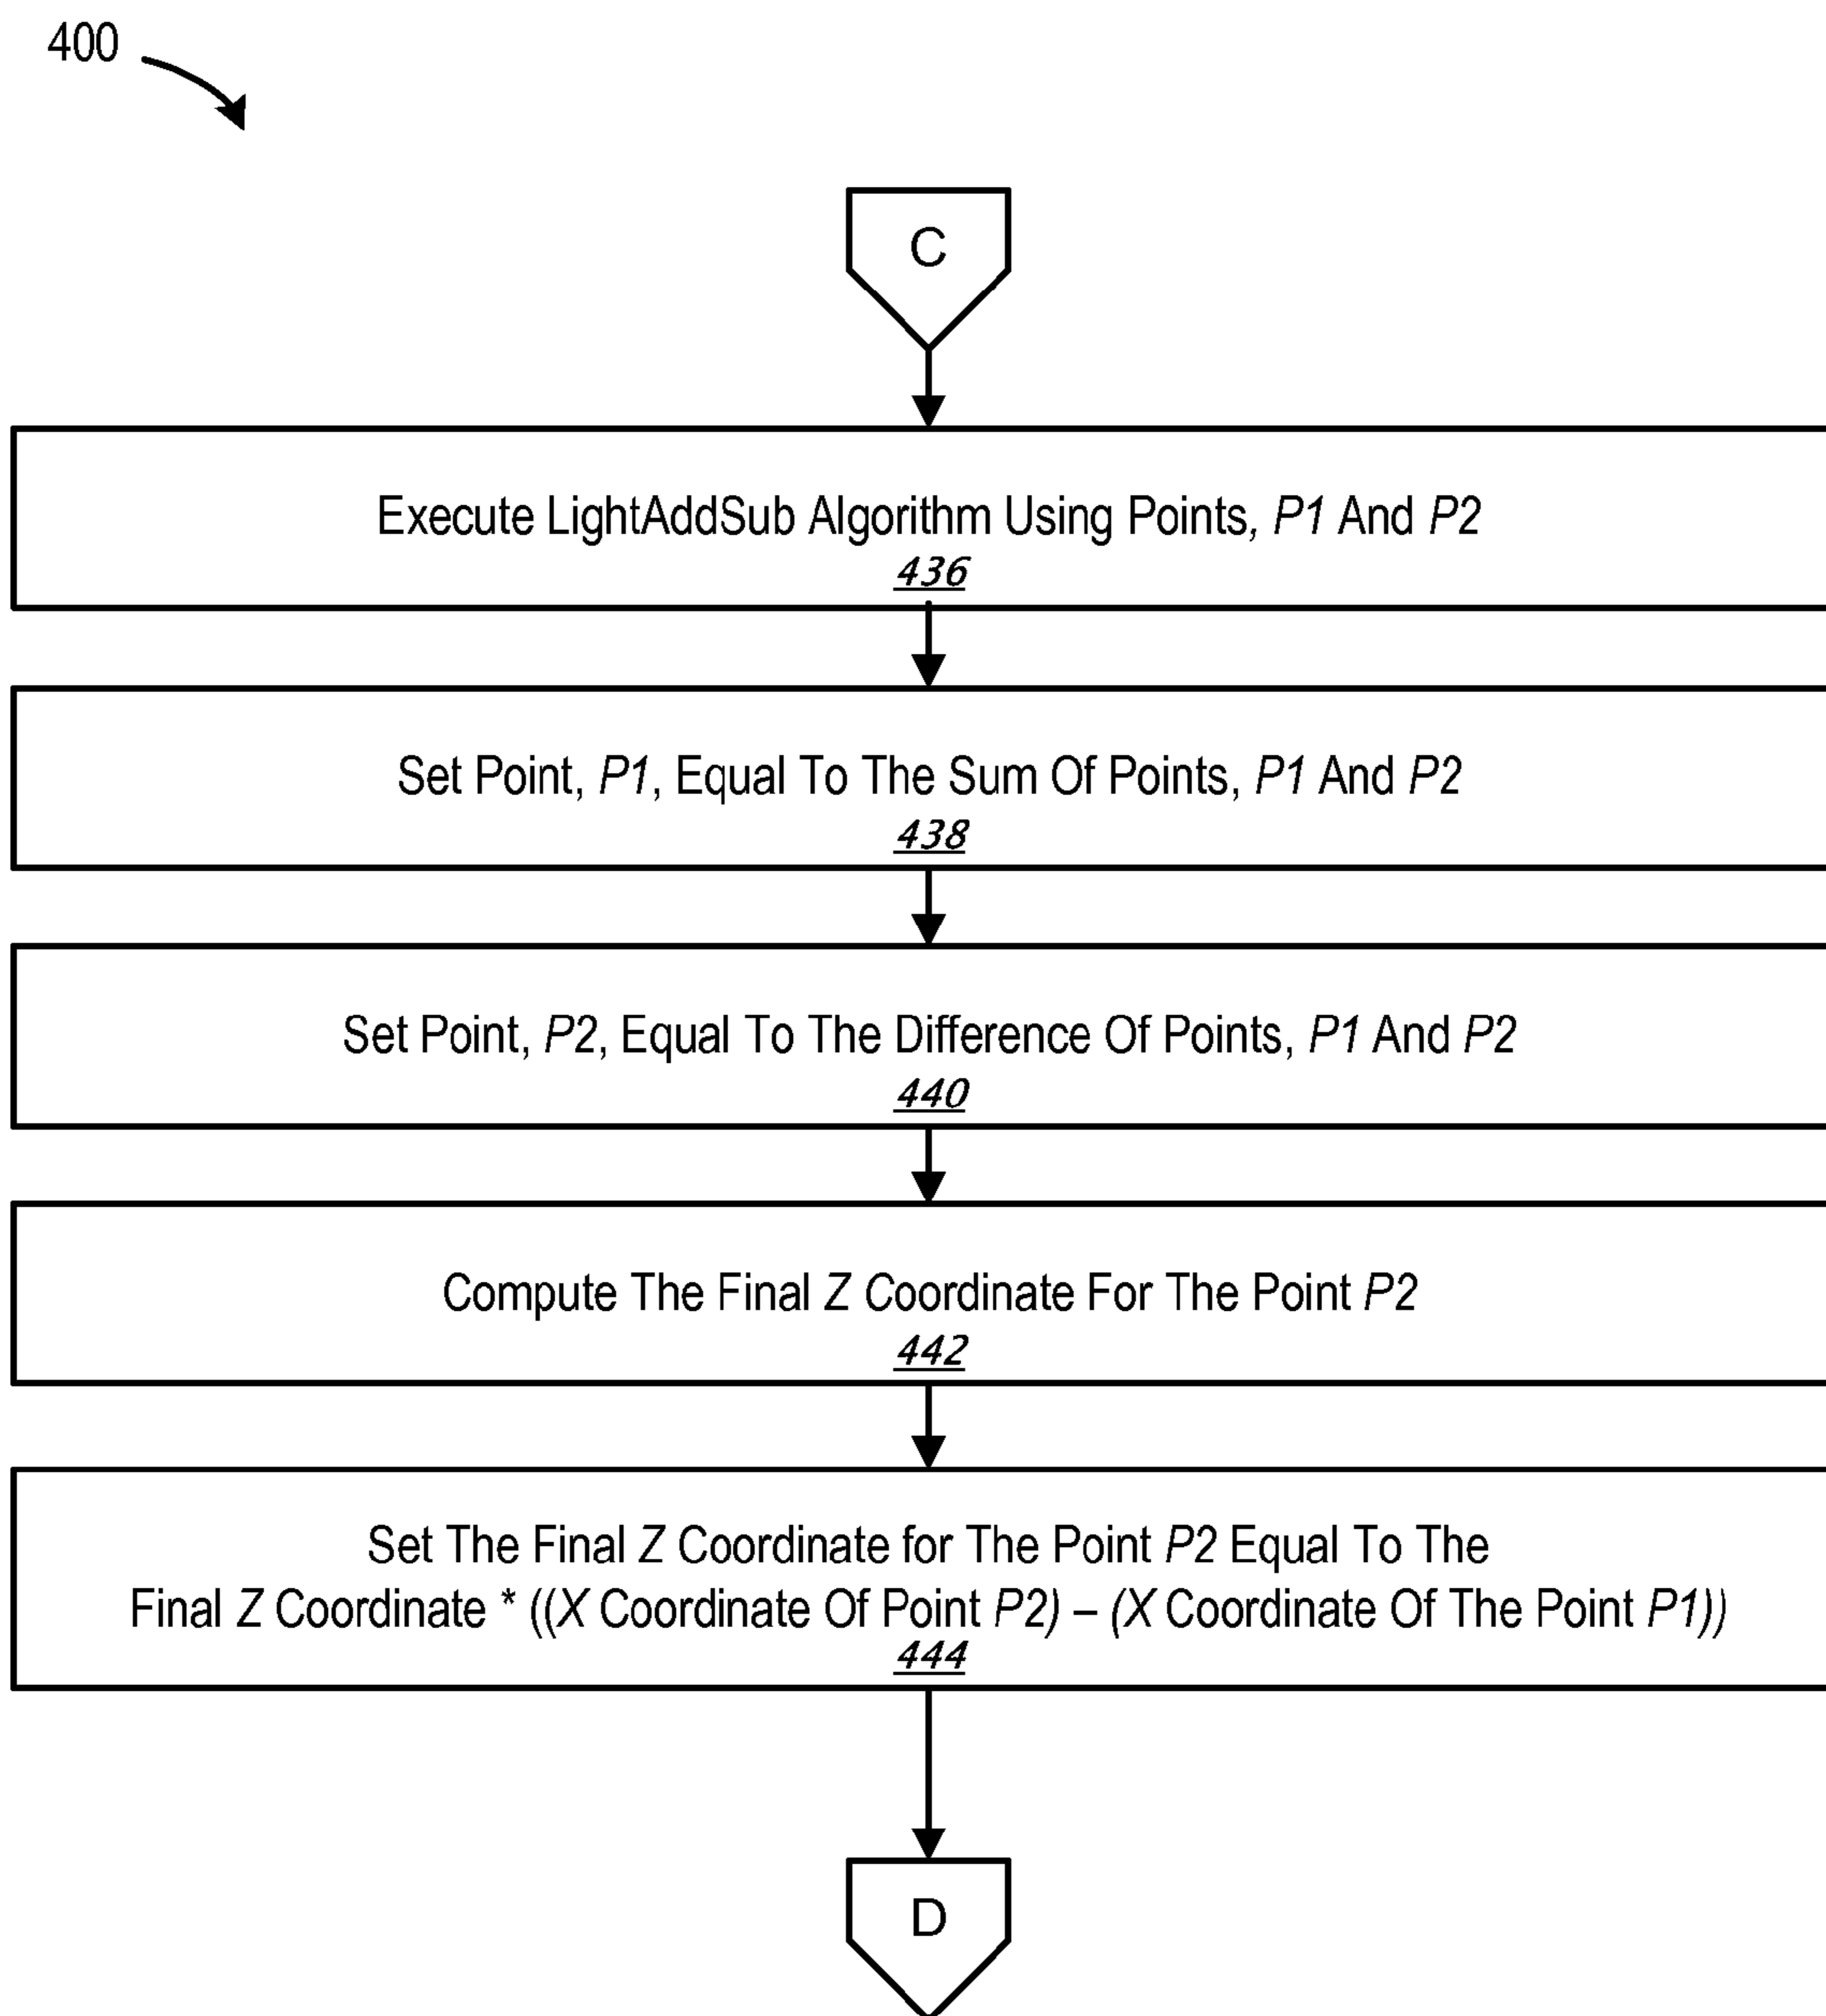 400
C
Execute LightAddSub Algorithm Using Points, P1 And P2
436
Set Point, P1, Equal To The Sum Of Points, P1 And P2
438
Set Point, P2, Equal To The Difference Of Points, P1 And P2
440
Compute The Final Z Coordinate For The Point P2
442
Set The Final Z Coordinate for The Point P2 Equal To The
Final Z Coordinate * ((X Coordinate Of Point P2) – (X Coordinate Of The Point P1))
444
D